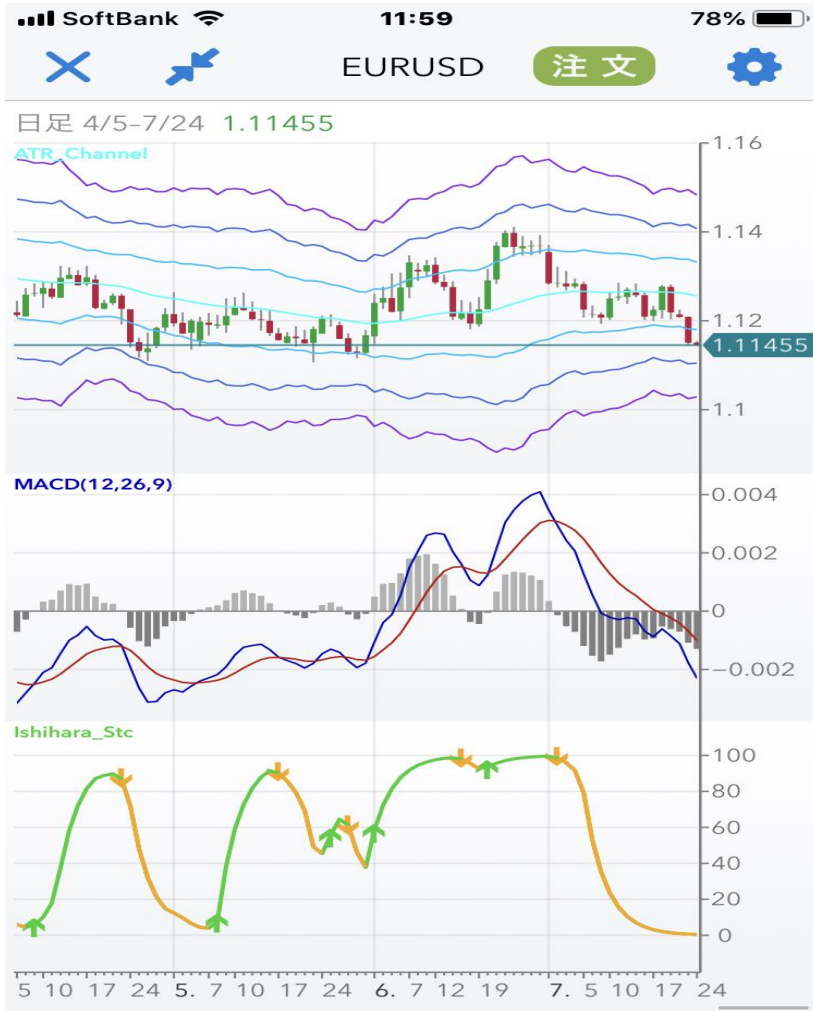 SoftBank 11:59 78%
EURUSD 注文
日足 4/5-7/24 1.11455
ATR_Channel
1.16
1.14
1.12
1.11455
1.1
MACD(12,26,9)
0.004
0.002
0
−0.002
Ishihara_Stc
100
80
60
40
20
0
5 10 17 24 5. 7 10 17 24 6. 7 12 19 7. 5 10 17 24